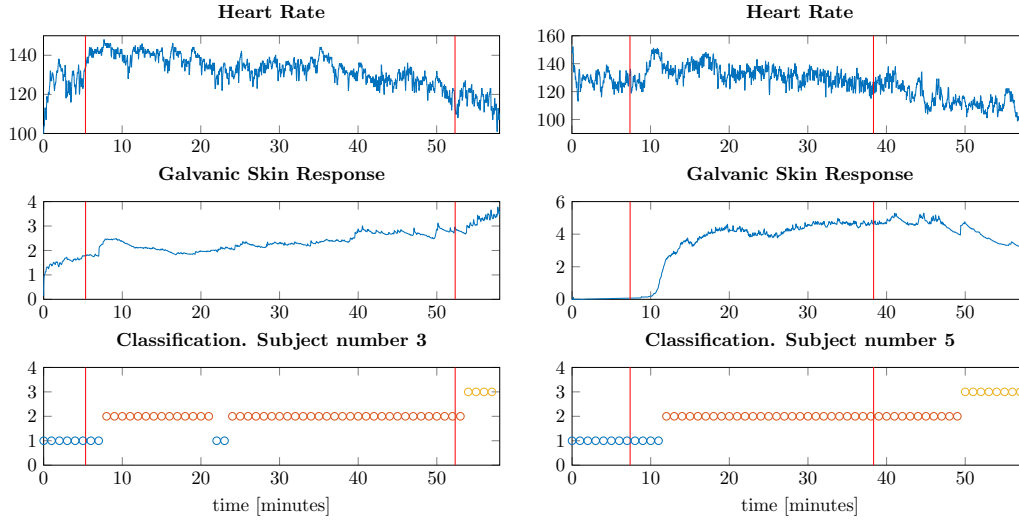 Heart Rate
140
120
100
0 10 20 30 40 50
Galvanic Skin Response
4
3
2
1
0
0 10 20 30 40 50
Classification. Subject number 3
4
3
2
1
0
0 10 20 30 40 50
time [minutes]
Heart Rate
160
140
120
100
0 10 20 30 40 50
Galvanic Skin Response
6
4
2
0
0 10 20 30 40 50
Classification. Subject number 5
4
3
2
1
0
0 10 20 30 40 50
time [minutes]